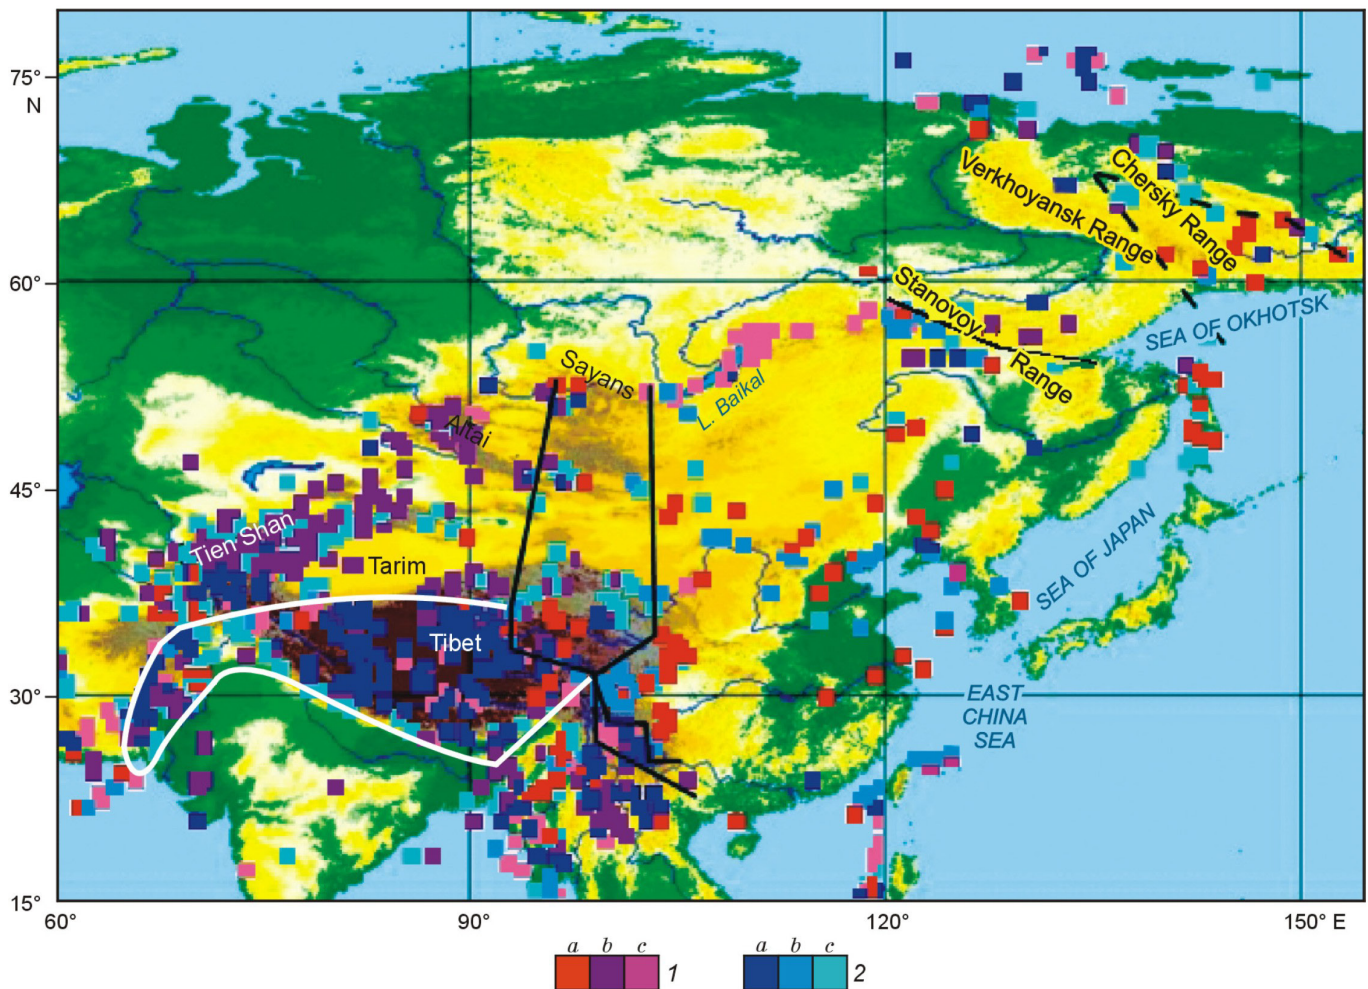 75°
N
60°
45°
30°
15°
60°
90°
120°
150° E
Verkhoyansk Range
Chersky Range
Stanovoy
Range
SEA OF OKHOTSK
Sayans
L. Baikal
Altai
Tien Shan
Tarim
Tibet
SEA OF JAPAN
EAST
CHINA
SEA
a b c
1
a b c
2